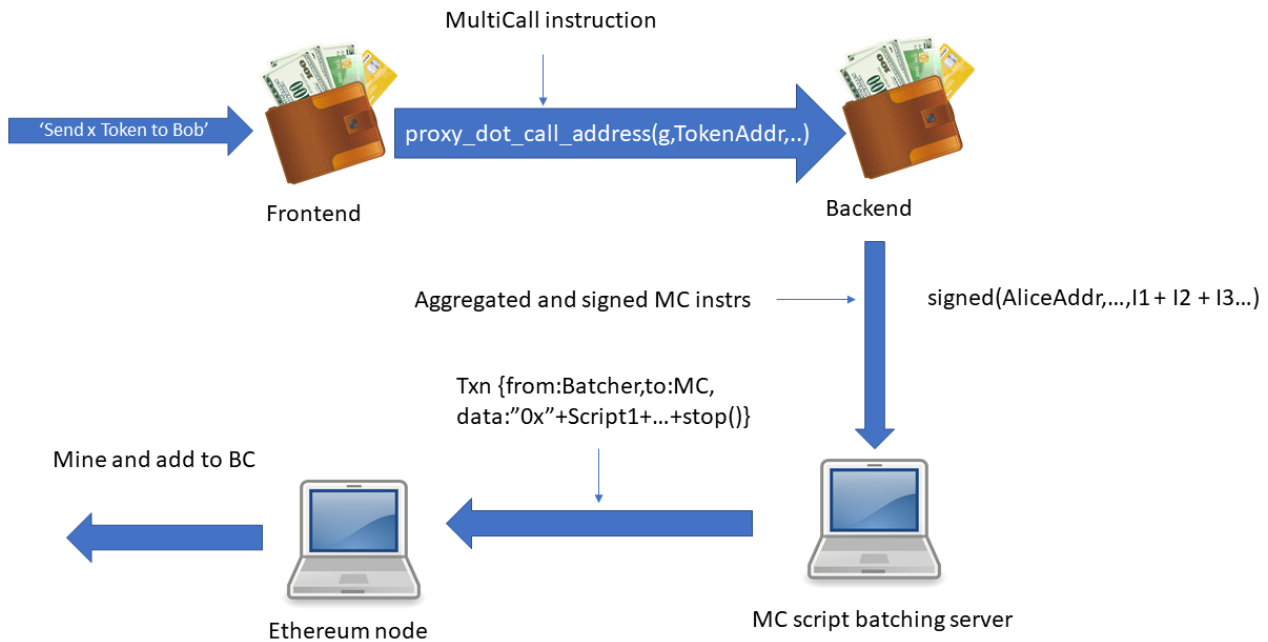 MultiCall instruction
'Send x Token to Bob'
proxy_dot_call_address(g,TokenAddr,..)
Frontend
Backend
Aggregated and signed MC instrs
signed(AliceAddr,...,I1 + I2 + I3...)
Txn {from:Batcher,to:MC,
data:”0x”+Script1+...+stop()}
Mine and add to BC
Ethereum node
MC script batching server